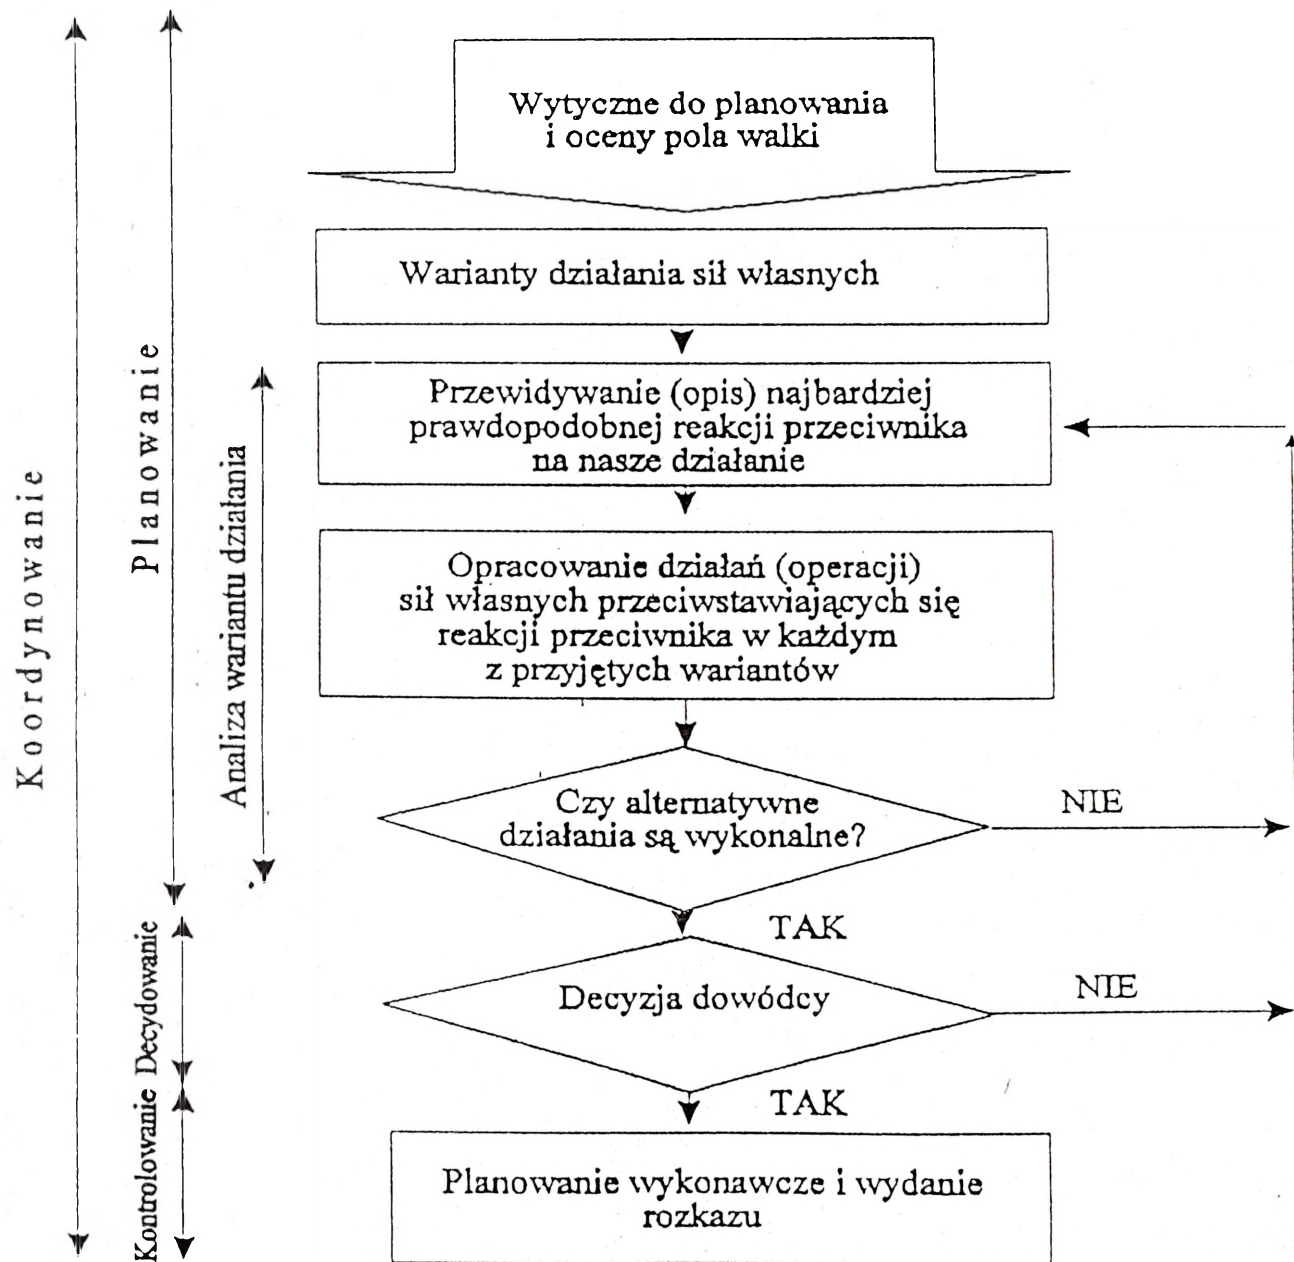 Wytyczne do planowania
i oceny pola walki
Warianty działania sił własnych
Przewidywanie (opis) najbardziej
prawdopodobnej reakcji przeciwnika
na nasze działanie
Opracowanie działań (operacji)
sił własnych przeciwstawiających się
reakcji przeciwnika w każdym
z przyjętych wariantów
Czy alternatywne
działania są wykonalne?
NIE
TAK
Decyzja dowódcy
NIE
TAK
Planowanie wykonawcze i wydanie
rozkazu
Koordynowanie
Planowanie
Analiza wariantu działania
Decydowanie
Kontrolowanie